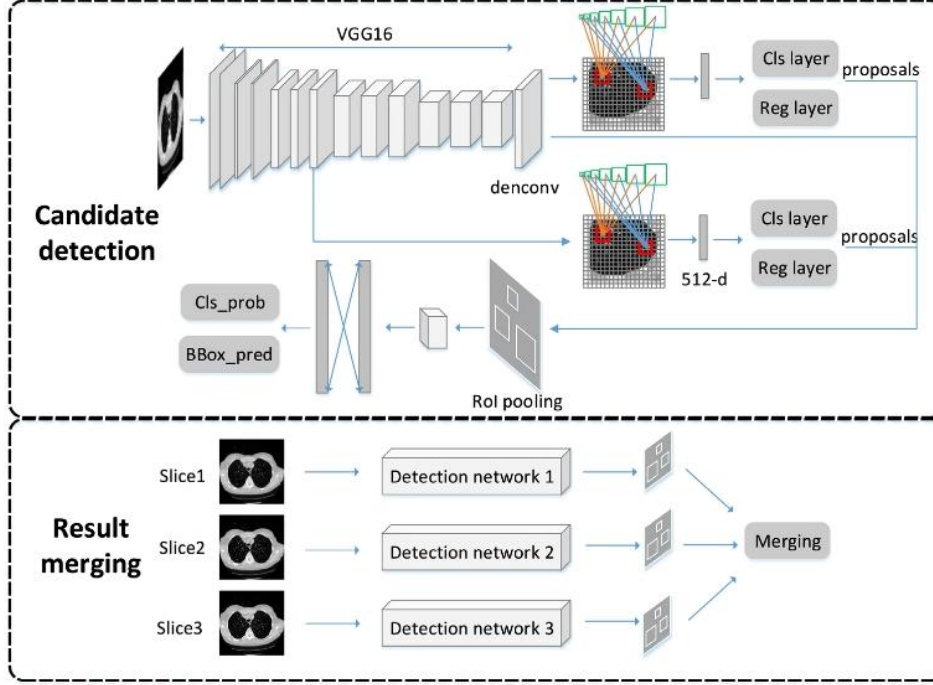 VGG16
Cls layer
proposals
Reg layer
denconv
Candidate
detection
Cls layer
proposals
Reg layer
512-d
Cls_prob
BBox_pred
RoI pooling
Slice1
Detection network 1
Result
merging
Slice2
Detection network 2
Merging
Slice3
Detection network 3